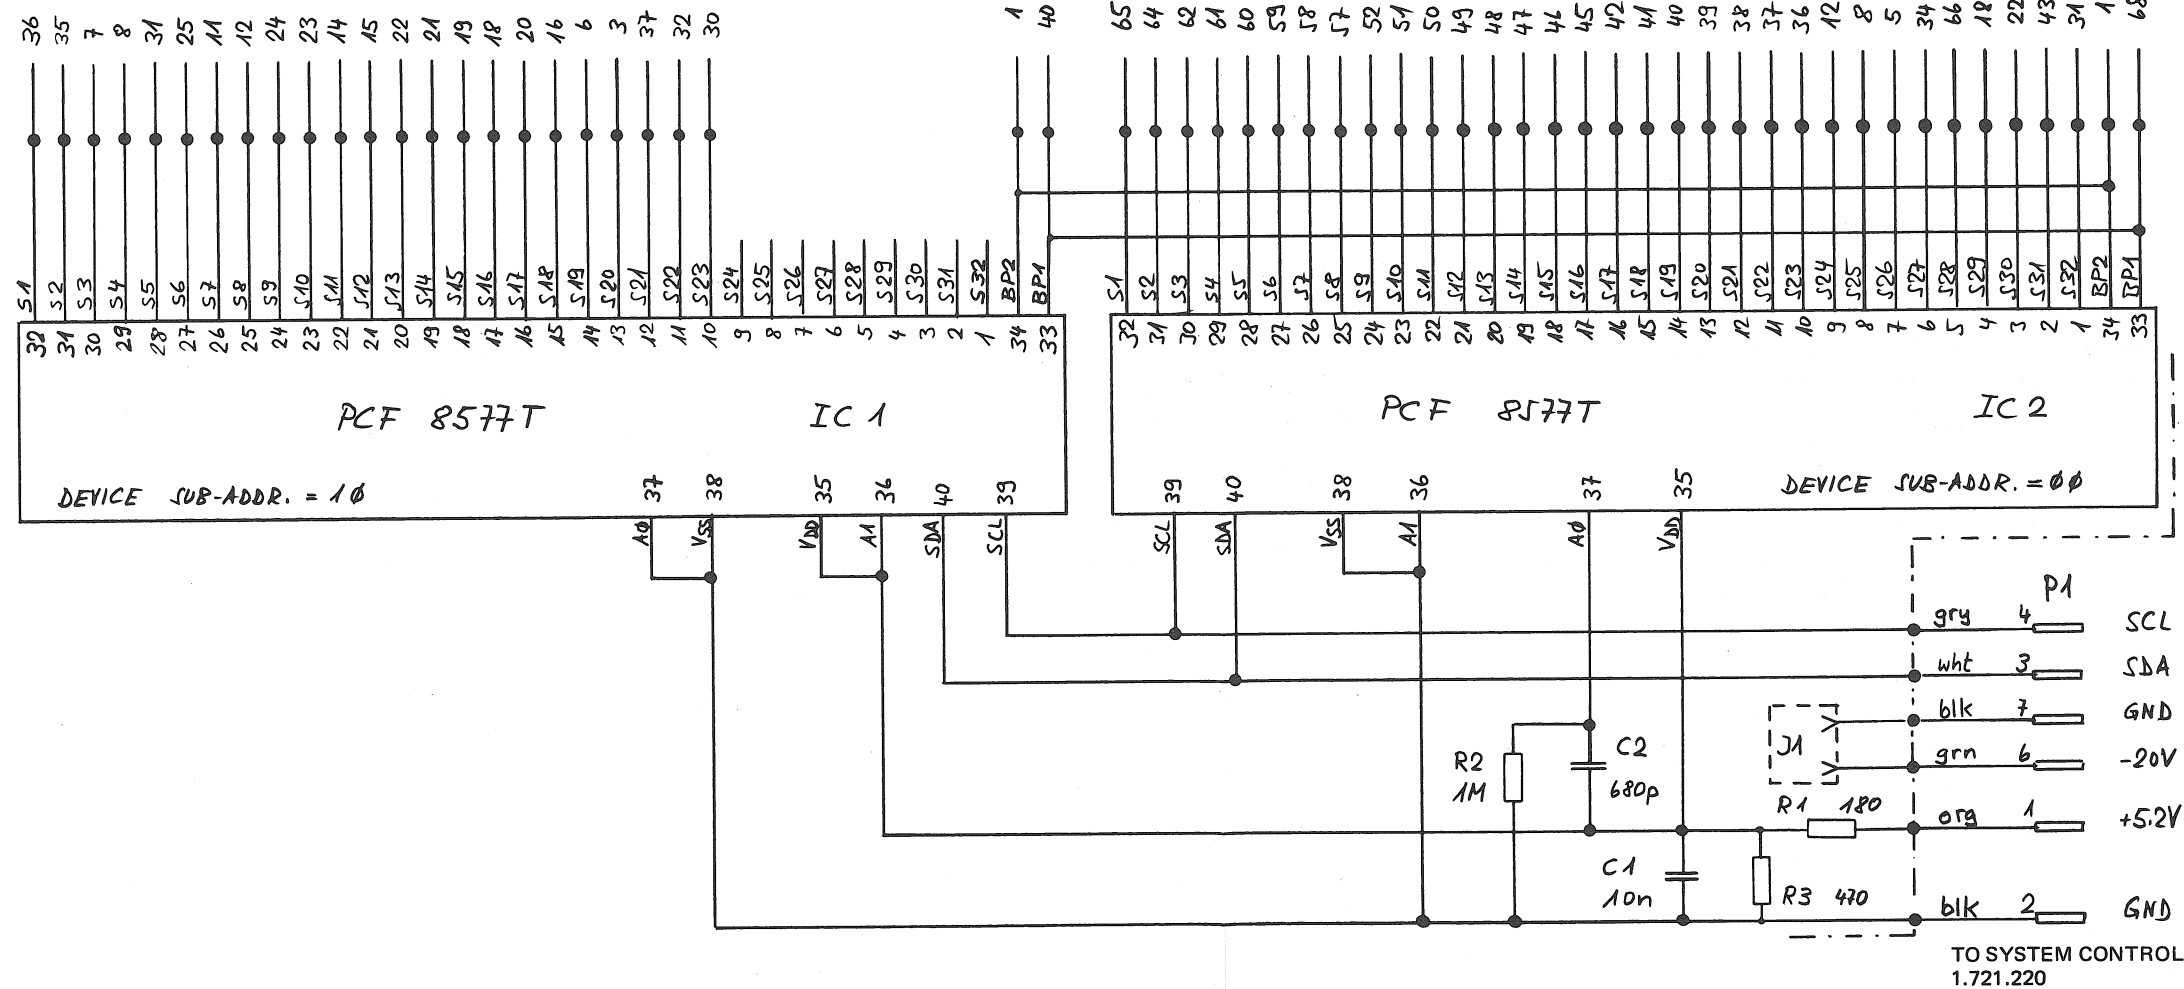 36 35 7 8 31 25 11 12 24 23 14 15 22 21 19 18 20 16 6 3 37 32 30
1 40
65 64 62 61 60 59 58 57 52 51 50 49 48 47 46 45 42 41 40 39 38 37 36 12 8 5 34 66 18 22 43 31 1 68
S1 S2 S3 S4 S5 S6 S7 S8 S9 S10 S11 S12 S13 S14 S15 S16 S17 S18 S19 S20 S21 S22 S23 S24 S25 S26 S27 S28 S29 S30 S31 S32 BP2 BP1
S1 S2 S3 S4 S5 S6 S7 S8 S9 S10 S11 S12 S13 S14 S15 S16 S17 S18 S19 S20 S21 S22 S23 S24 S25 S26 S27 S28 S29 S30 S31 S32 BP2 BP1
32 31 30 29 28 27 26 25 24 23 22 21 20 19 18 17 16 15 14 13 12 11 10 9 8 7 6 5 4 3 2 1 34 33
32 31 30 29 28 27 26 25 24 23 22 21 20 19 18 17 16 15 14 13 12 11 10 9 8 7 6 5 4 3 2 1 34 33
PCF 8577T IC 1
PCF 8577T IC 2
DEVICE SUB-ADDR. = 1Ø
37 38 35 36 40 39
39 40 38 36 37 35
DEVICE SUB-ADDR. = ØØ
AØ VSS VDD A1 SDA SCL
SCL SDA VSS A1 AØ VDD
P1
gry 4 SCL
wht 3 SDA
blk 7 GND
J1
grn 6 -20V
R2
1M
C2
680p
R1 180
org 1 +5.2V
C1
10n
R3 470
blk 2 GND
TO SYSTEM CONTROL
1.721.220